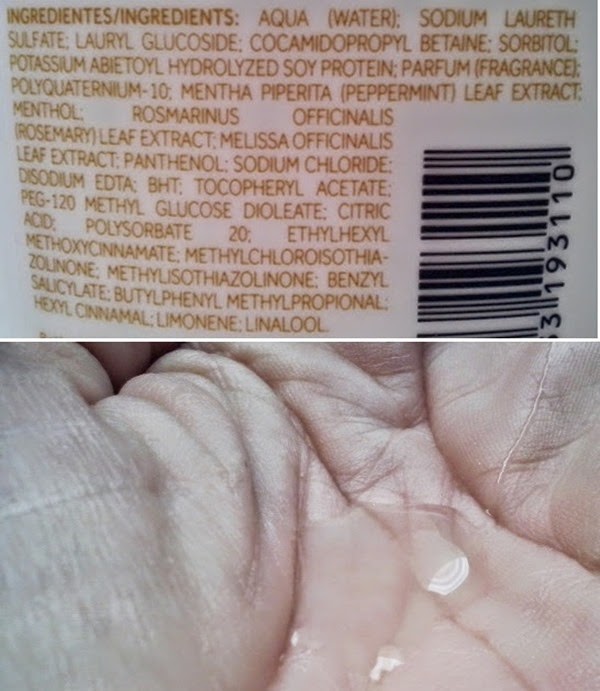 INGREDIENTES/INGREDIENTS: AQUA (WATER); SODIUM LAURETH
SULFATE; LAURYL GLUCOSIDE; COCAMIDOPROPYL BETAINE; SORBITOL;
POTASSIUM ABIETOYL HYDROLYZED SOY PROTEIN; PARFUM (FRAGRANCE);
POLYQUATERNIUM-10; MENTHA PIPERITA (PEPPERMINT) LEAF EXTRACT;
MENTHOL; ROSMARINUS OFFICINALIS
(ROSEMARY) LEAF EXTRACT; MELISSA OFFICINALIS
LEAF EXTRACT; PANTHENOL; SODIUM CHLORIDE;
DISODIUM EDTA; BHT; TOCOPHERYL ACETATE;
PEG-120 METHYL GLUCOSE DIOLEATE; CITRIC
ACID; POLYSORBATE 20; ETHYLHEXYL
METHOXYCINNAMATE; METHYLCHLOROISOTHIA-
ZOLINONE; METHYLISOTHIAZOLINONE; BENZYL
SALICYLATE; BUTYLPHENYL METHYLPROPIONAL;
HEXYL CINNAMAL; LIMONENE; LINALOOL.
53 193110